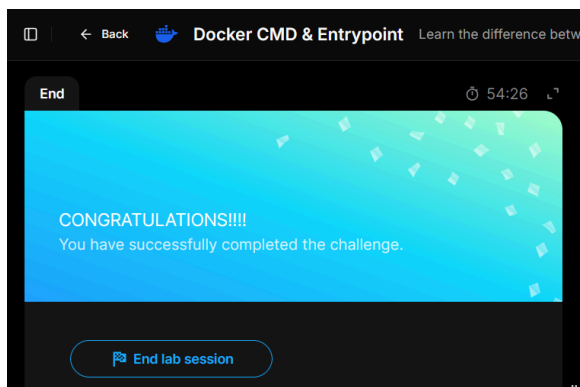 Back Docker CMD & Entrypoint Learn the difference betw
End 54:26
CONGRATULATIONS!!!!
You have successfully completed the challenge.
End lab session